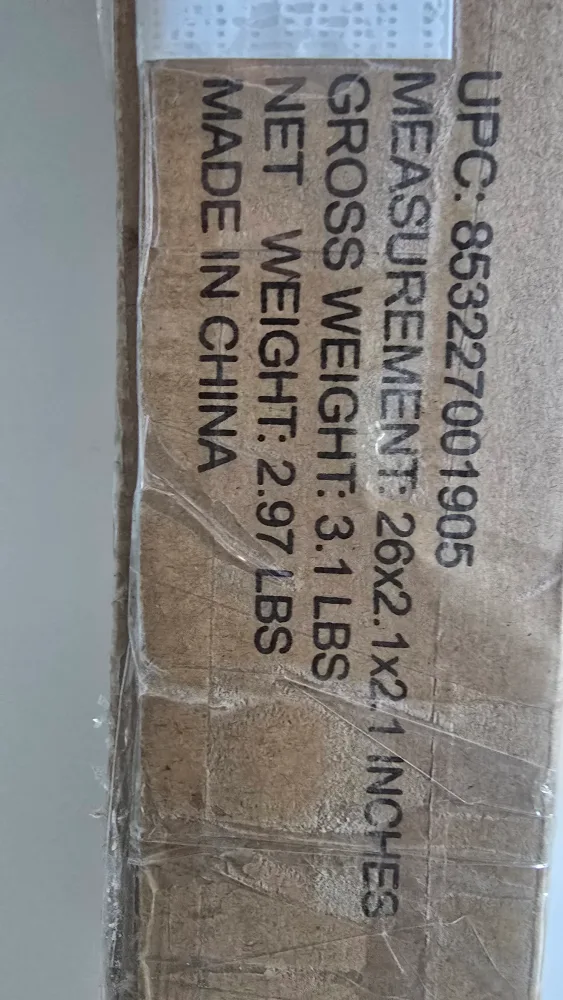 UPC: 853227001905
MEASUREMENT: 26x2.1x2.1 INCHES
GROSS WEIGHT: 3.1 LBS
NET WEIGHT: 2.97 LBS
MADE IN CHINA